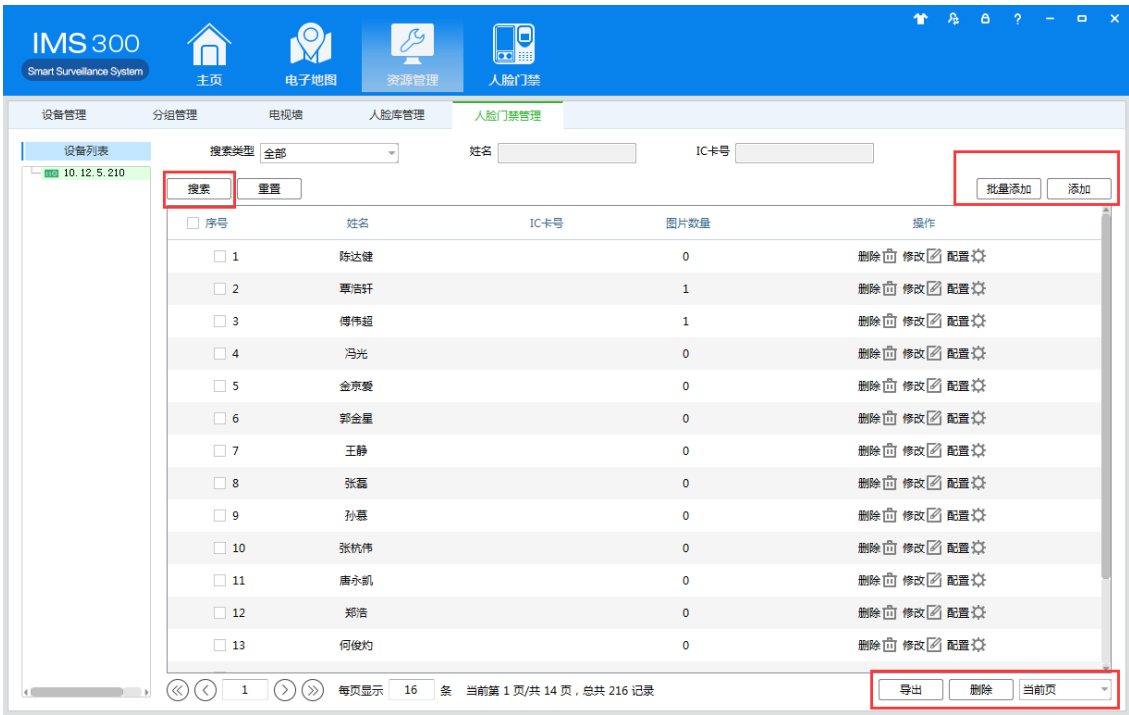 IMS 300
Smart Surveillance System
主页
电子地图
资源管理
人脸门禁
?
设备管理 分组管理 电视墙 人脸库管理 人脸门禁管理
设备列表
10.12.5.210
搜索类型 全部 姓名 IC卡号
搜索 重置 批量添加 添加
序号 姓名 IC卡号 图片数量 操作
1 陈达健 0 删除 修改 配置
2 覃浩轩 1 删除 修改 配置
3 傅伟超 1 删除 修改 配置
4 冯光 0 删除 修改 配置
5 金京愛 0 删除 修改 配置
6 郭金星 0 删除 修改 配置
7 王静 0 删除 修改 配置
8 张磊 0 删除 修改 配置
9 孙慕 0 删除 修改 配置
10 张杭伟 0 删除 修改 配置
11 唐永凯 0 删除 修改 配置
12 郑浩 0 删除 修改 配置
13 何俊灼 0 删除 修改 配置
1 每页显示 16 条 当前第 1 页/共 14 页，总共 216 记录 导出 删除 当前页